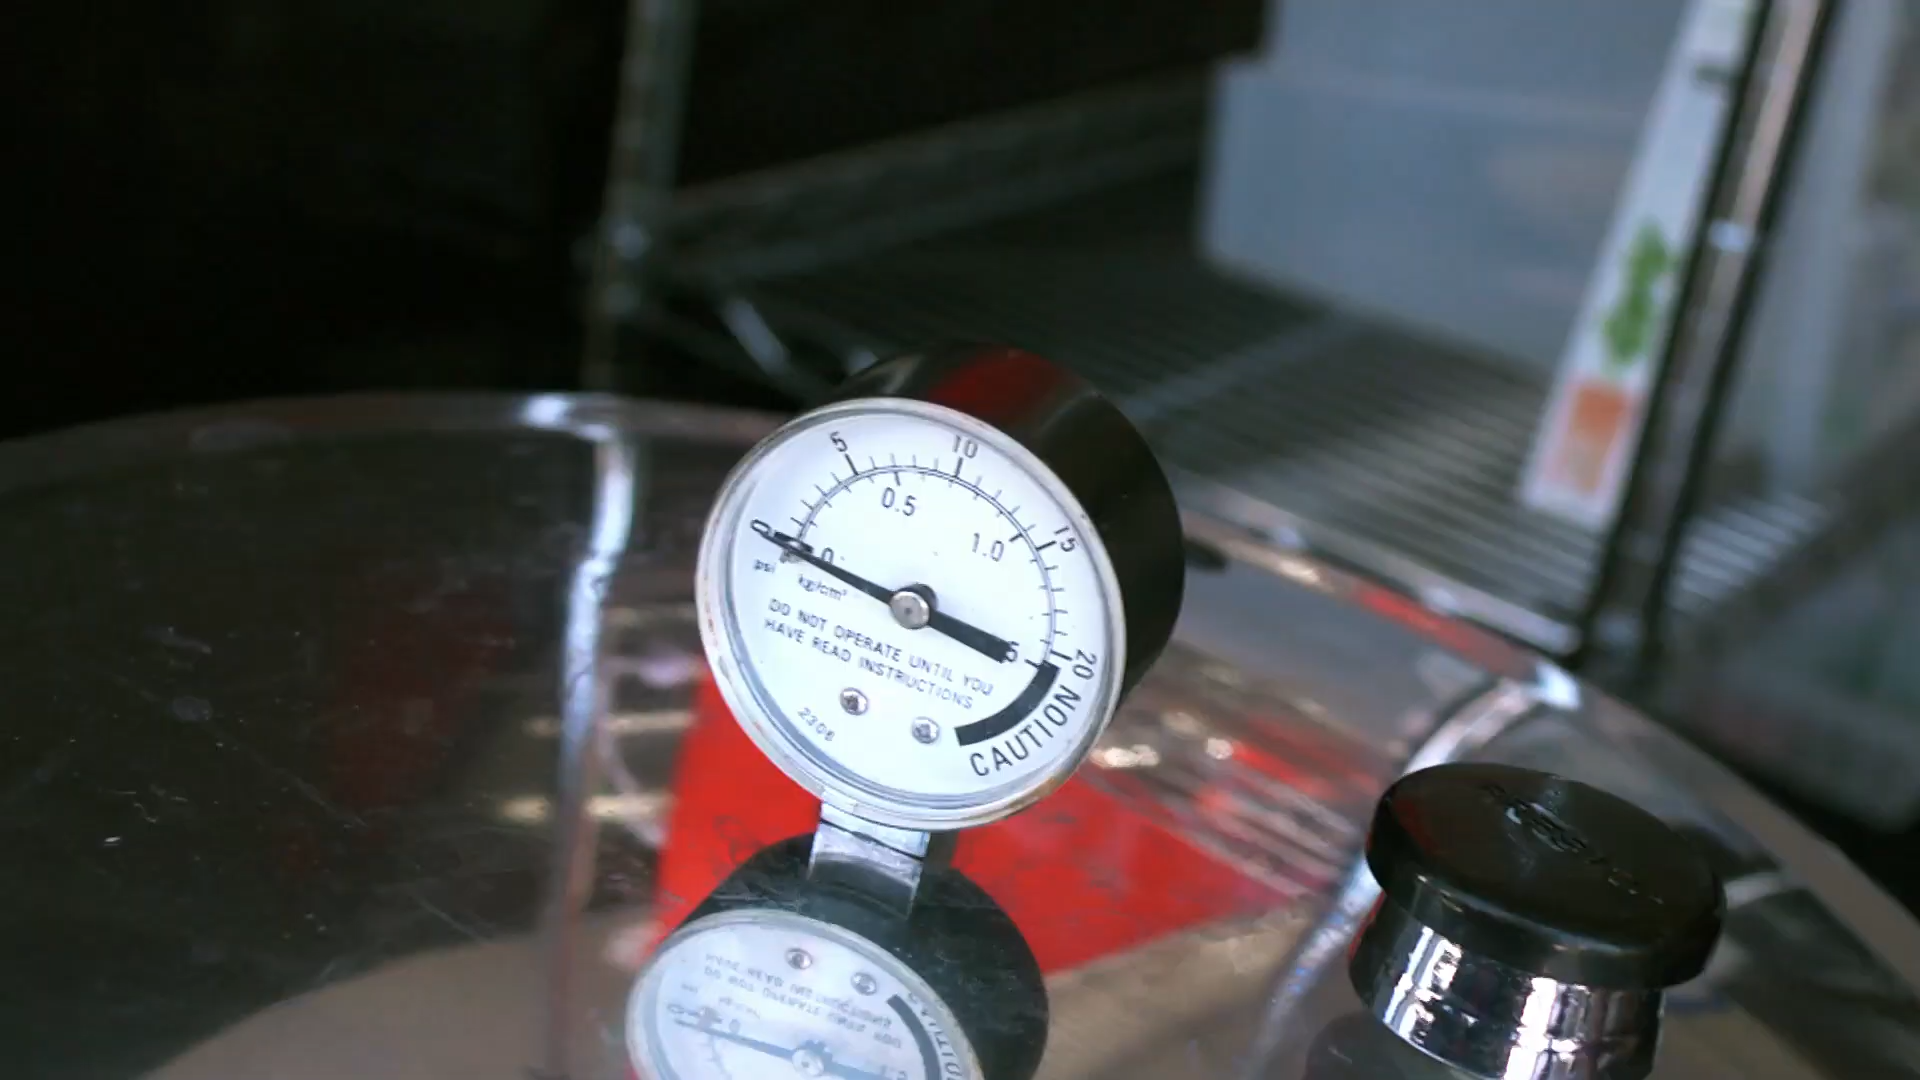 5
10
15
20
0
psi
0.5
1.0
0
kg/cm²
DO NOT OPERATE UNTIL YOU
HAVE READ INSTRUCTIONS
2306
CAUTION